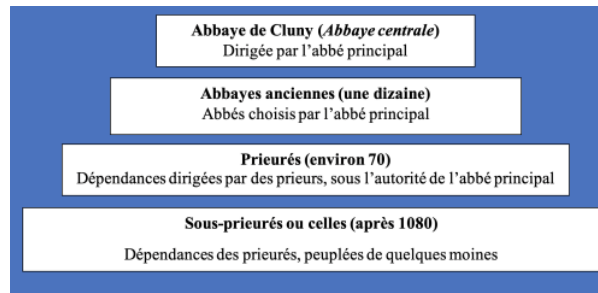 Abbaye de Cluny (Abbaye centrale)
Dirigée par l’abbé principal
Abbayes anciennes (une dizaine)
Abbés choisis par l’abbé principal
Prieurés (environ 70)
Dépendances dirigées par des prieurs, sous l’autorité de l’abbé principal
Sous-prieurés ou celles (après 1080)
Dépendances des prieurés, peuplées de quelques moines